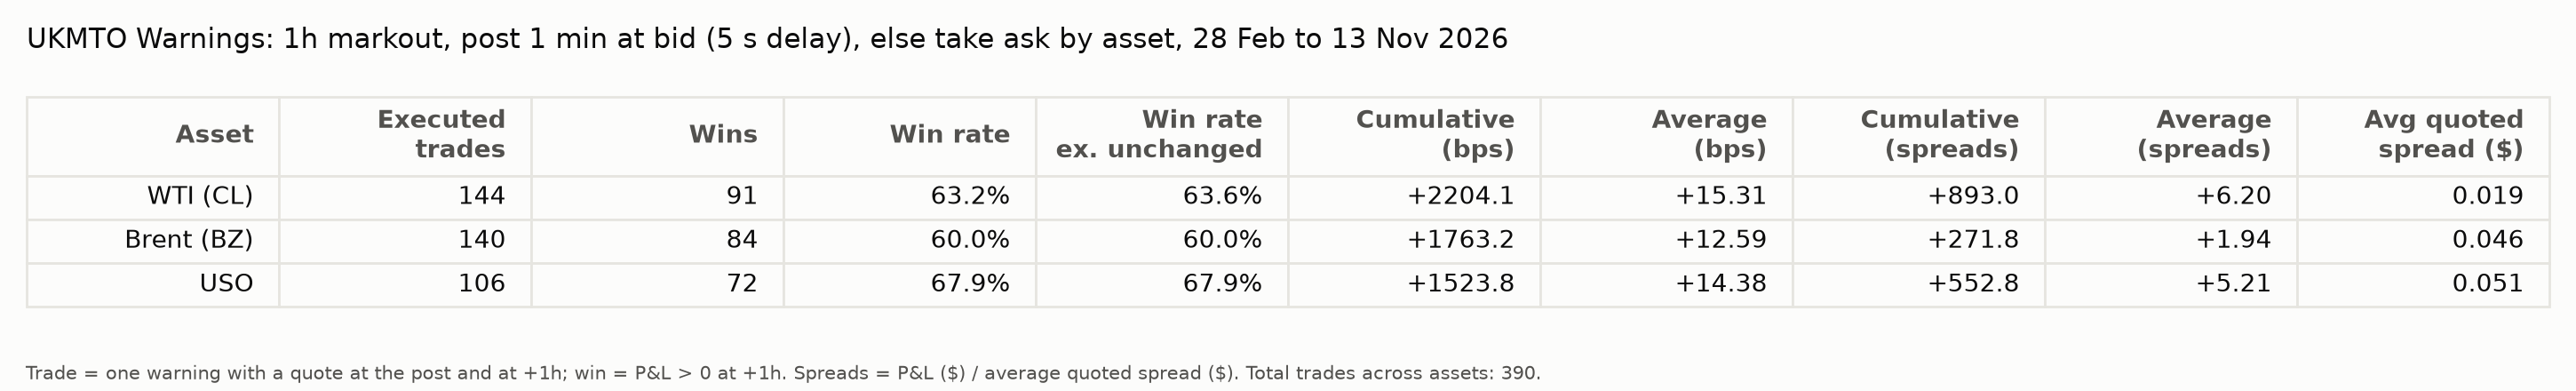 UKMTO Warnings: 1h markout, post 1 min at bid (5 s delay), else take ask by asset, 28 Feb to 13 Nov 2026
Asset Executed trades Wins Win rate Win rate ex. unchanged Cumulative (bps) Average (bps) Cumulative (spreads) Average (spreads) Avg quoted spread ($)
WTI (CL) 144 91 63.2% 63.6% +2204.1 +15.31 +893.0 +6.20 0.019
Brent (BZ) 140 84 60.0% 60.0% +1763.2 +12.59 +271.8 +1.94 0.046
USO 106 72 67.9% 67.9% +1523.8 +14.38 +552.8 +5.21 0.051
Trade = one warning with a quote at the post and at +1h; win = P&L > 0 at +1h. Spreads = P&L ($) / average quoted spread ($). Total trades across assets: 390.